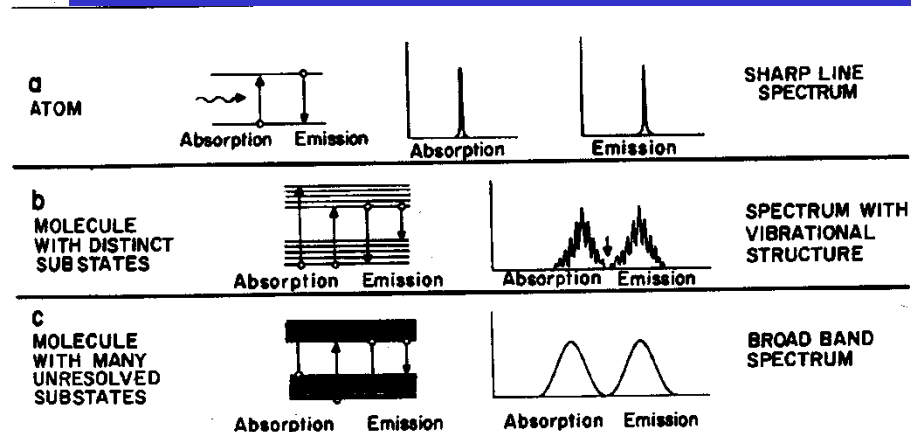 a
ATOM
Absorption Emission
Absorption
Emission
SHARP LINE
SPECTRUM
b
MOLECULE
WITH DISTINCT
SUBSTATES
Absorption Emission
Absorption Emission
SPECTRUM WITH
VIBRATIONAL
STRUCTURE
c
MOLECULE
WITH MANY
UNRESOLVED
SUBSTATES
Absorption Emission
Absorption Emission
BROAD BAND
SPECTRUM